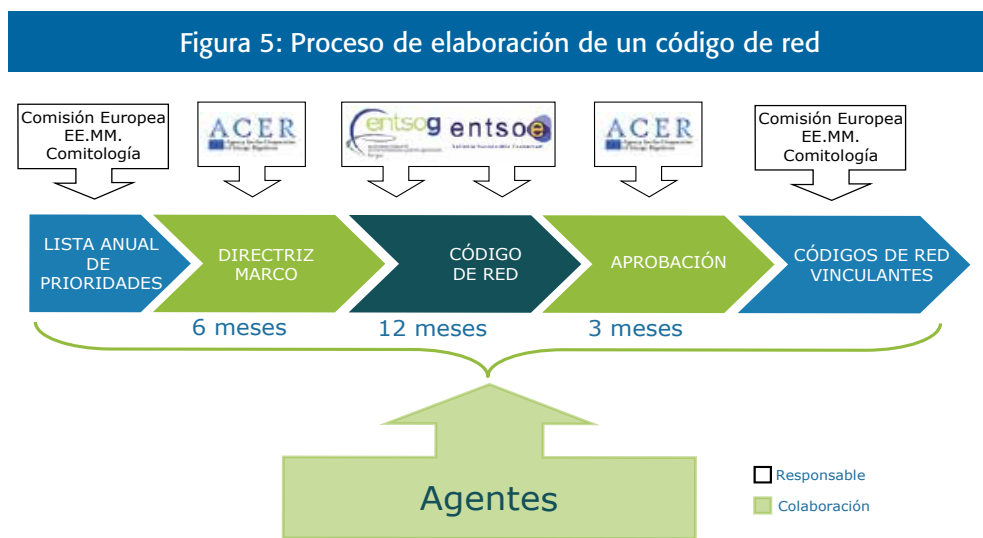 Figura 5: Proceso de elaboración de un código de red
Comisión Europea
EE.MM.
Comitología
ACER
entsog entsoe
ACER
Comisión Europea
EE.MM.
Comitología
LISTA ANUAL
DE
PRIORIDADES
DIRECTRIZ
MARCO
CÓDIGO
DE RED
APROBACIÓN
CÓDIGOS DE RED
VINCULANTES
6 meses
12 meses
3 meses
Agentes
Responsable
Colaboración